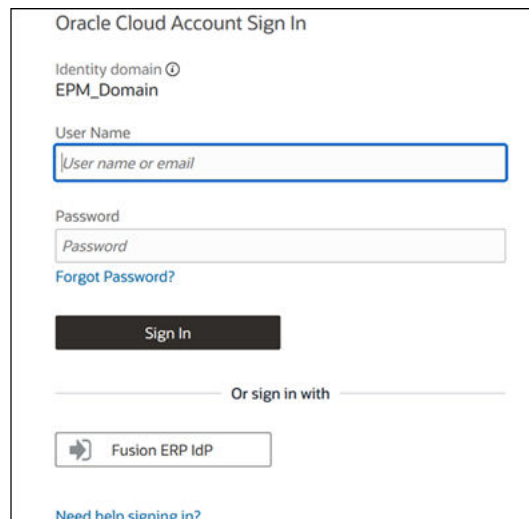 Oracle Cloud Account Sign In
Identity domain
EPM_Domain
User Name
User name or email
Password
Password
Forgot Password?
Sign In
Or sign in with
Fusion ERP IdP
Need help signing in?